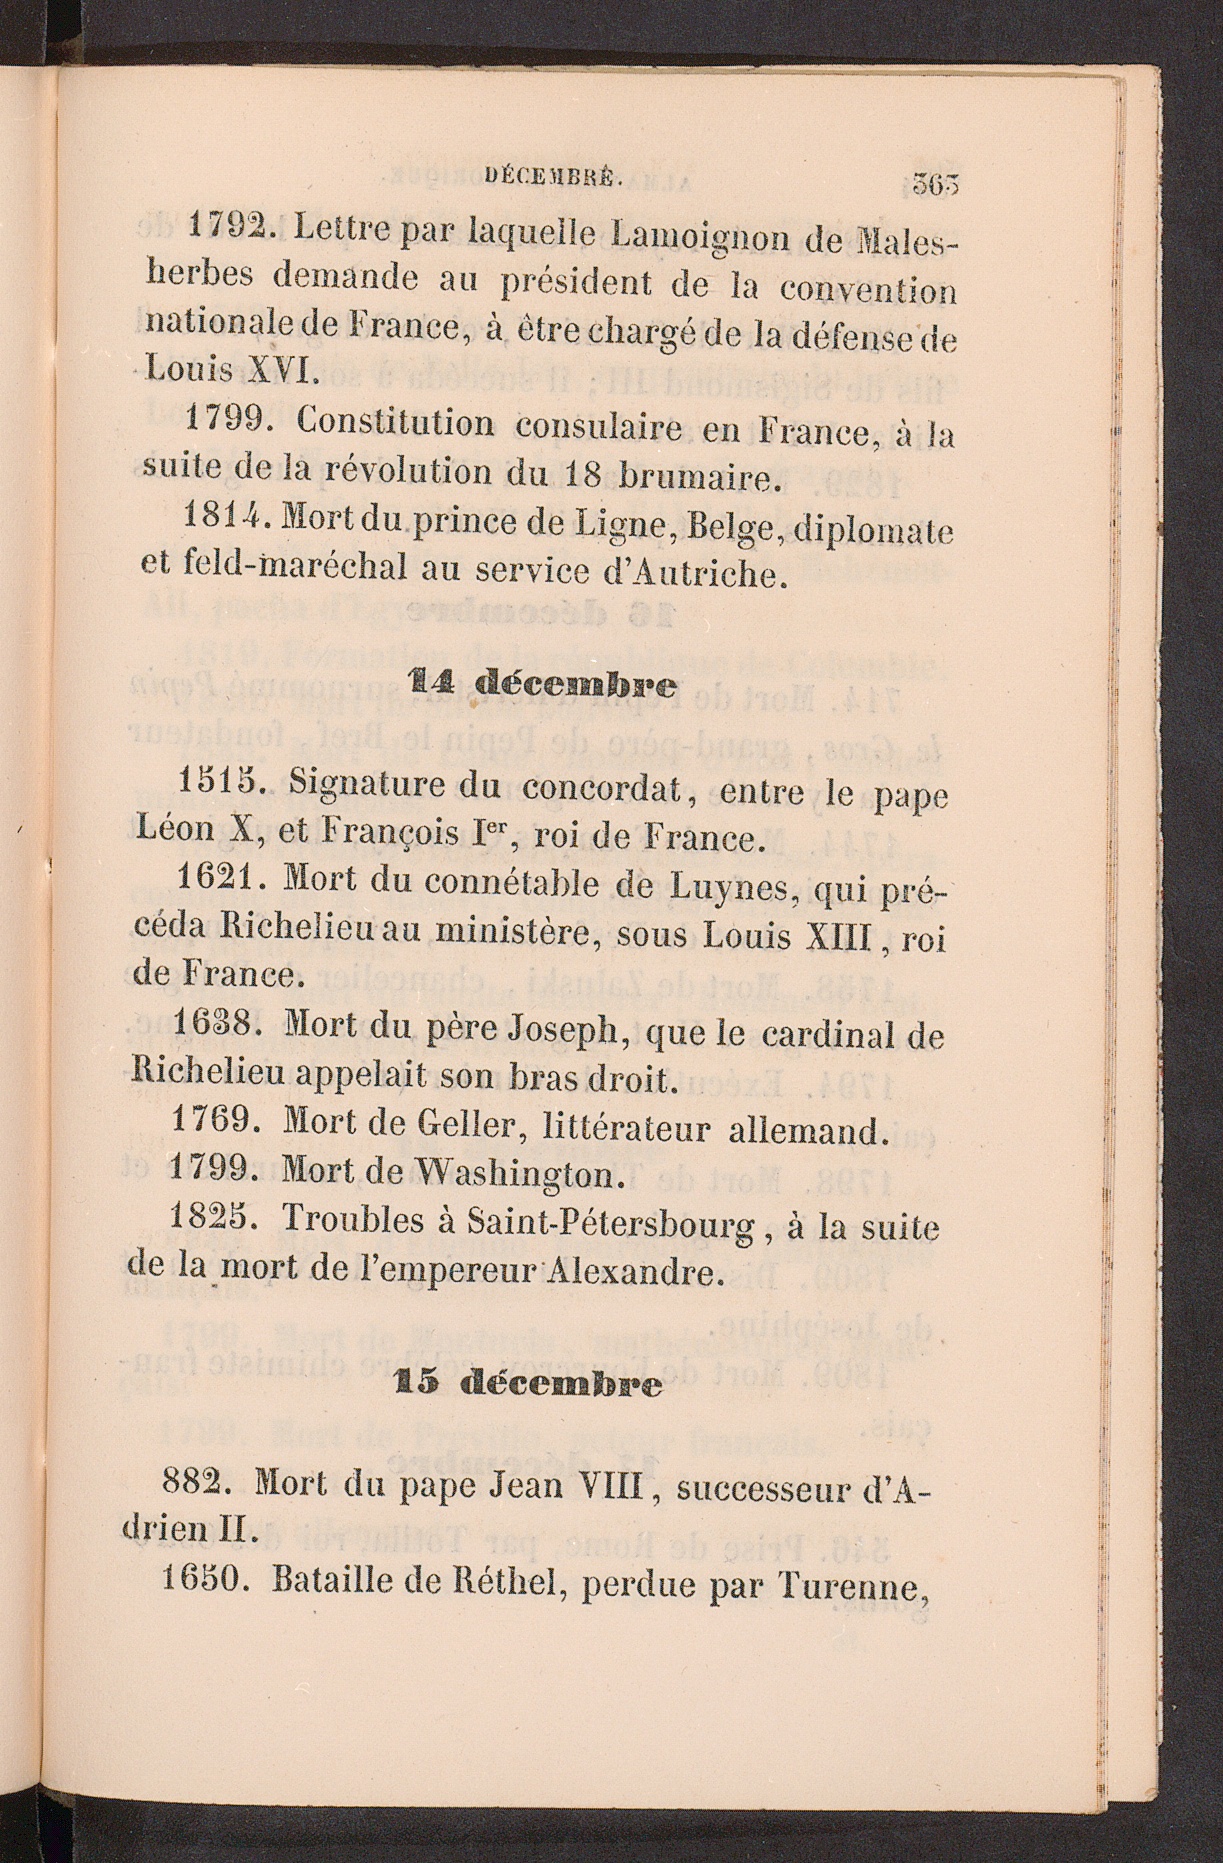 DÉCEMBRE.
363
1792. Lettre par laquelle Lamoignon de Males-
herbes demande au président de la convention
nationale de France, à être chargé de la défense de
Louis XVI.
1799. Constitution consulaire en France, à la
suite de la révolution du 18 brumaire.
1814. Mort du prince de Ligne, Belge, diplomate
et feld-maréchal au service d'Autriche.
14 décembre
1515. Signature du concordat, entre le pape
Léon X, et François Ier, roi de France.
1621. Mort du connétable de Luynes, qui pré-
céda Richelieu au ministère, sous Louis XIII, roi
de France.
1638. Mort du père Joseph, que le cardinal de
Richelieu appelait son bras droit.
1769. Mort de Geller, littérateur allemand.
1799. Mort de Washington.
1825. Troubles à Saint-Pétersbourg, à la suite
de la mort de l'empereur Alexandre.
15 décembre
882. Mort du pape Jean VIII, successeur d'A-
drien II.
1650. Bataille de Réthel, perdue par Turenne,